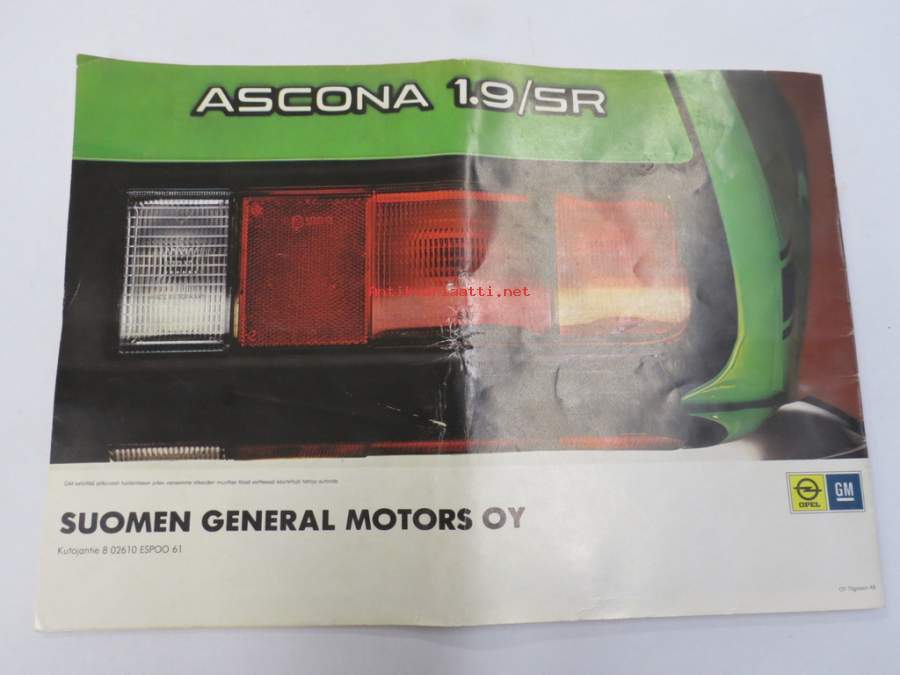 ASCONA 1.9/SR
Antikvariaatti.net
SUOMEN GENERAL MOTORS OY
Kutojantie 8 02610 ESPOO 61
OPEL
GM